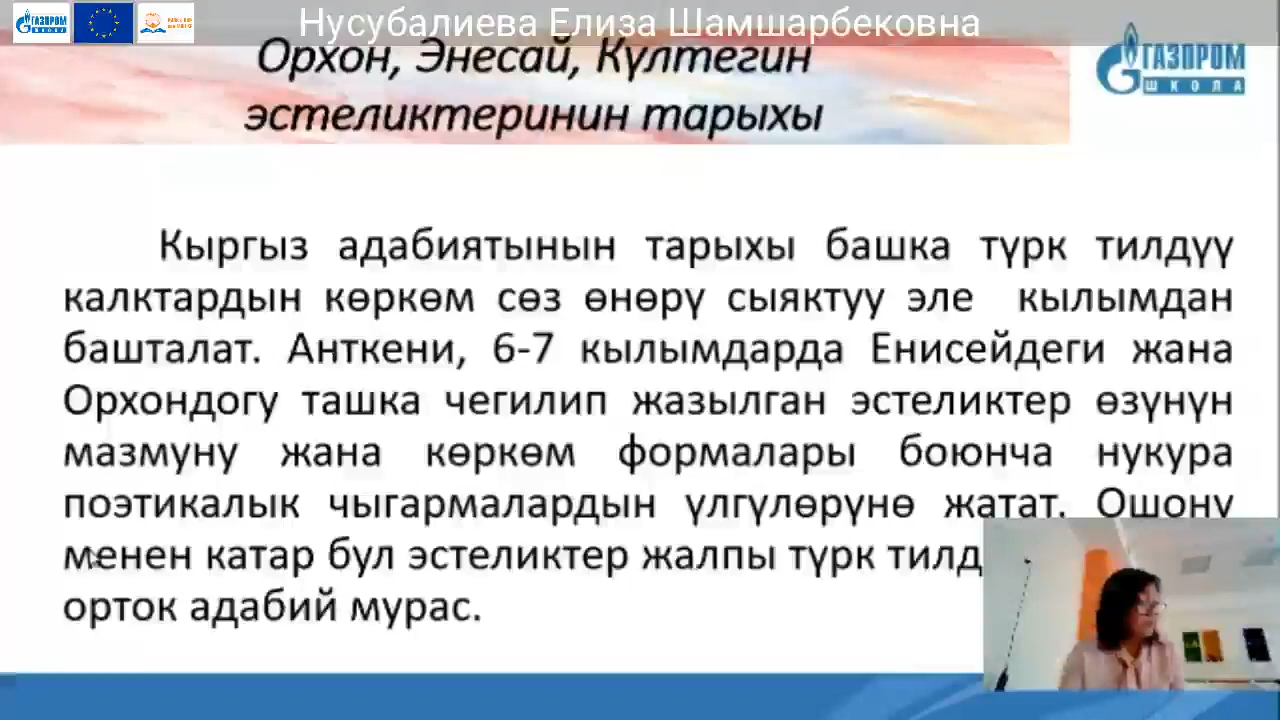 Нусубалиева Елиза Шамшарбековна
ГАЗПРОМ
ШКОЛА
Орхон, Энесай, Күлтегин
эстеликтеринин тарыхы
ГАЗПРОМ
ШКОЛА
Кыргыз адабиятынын тарыхы башка түрк тилдүү
калктардын көркөм сөз өнөрү сыяктуу эле кылымдан
башталат. Анткени, 6-7 кылымдарда Енисейдеги жана
Орхондогу ташка чегилип жазылган эстеликтер өзүнүн
мазмуну жана көркөм формалары боюнча нукура
поэтикалык чыгармалардын үлгүлөрүнө жатат. Ошону
менен катар бул эстеликтер жалпы түрк тилд
орток адабий мурас.